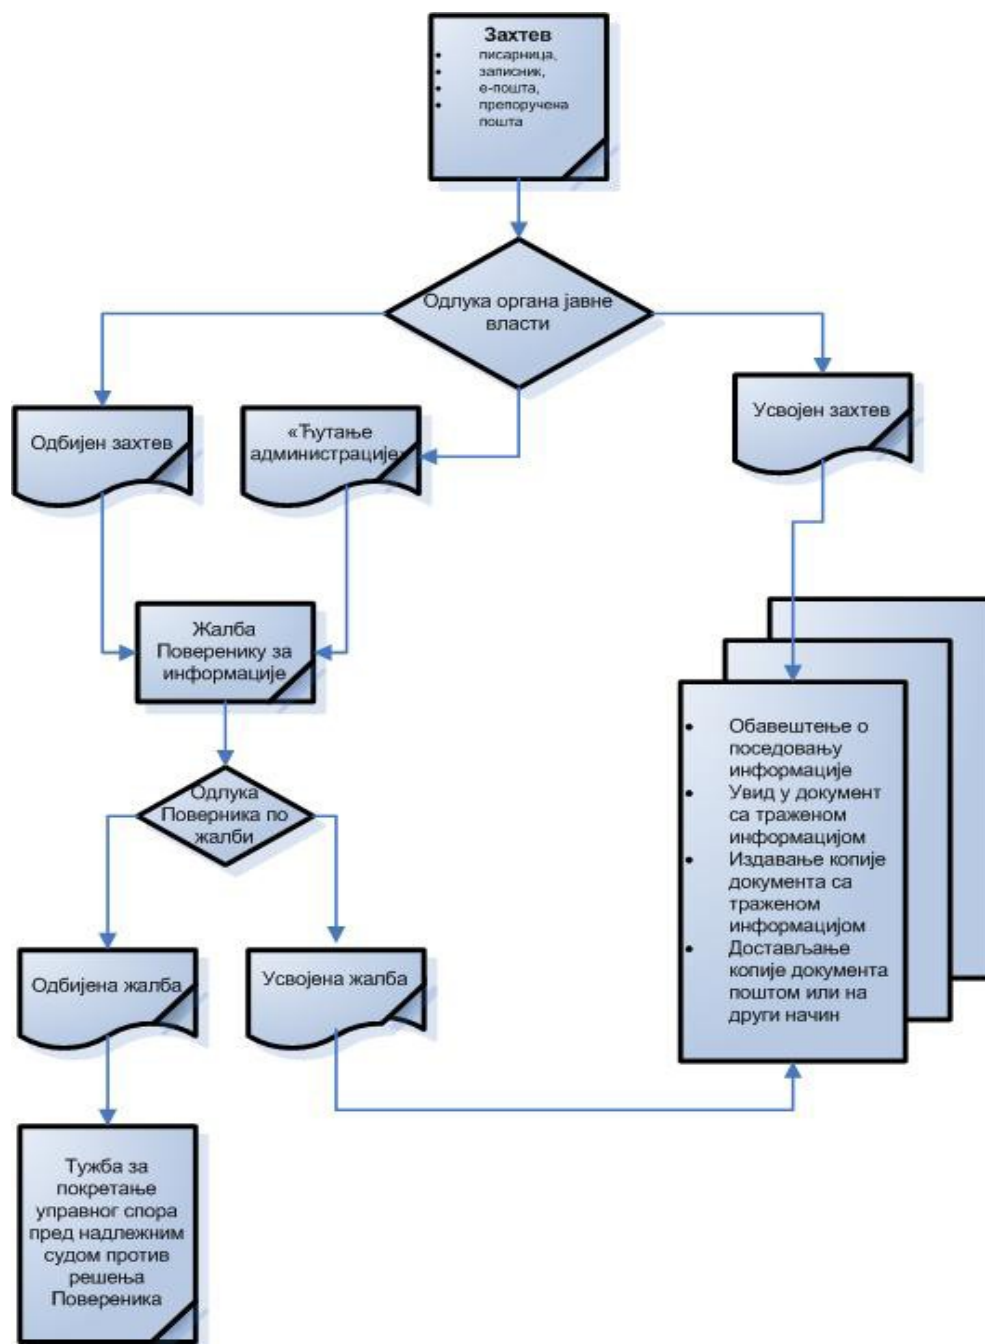 Захтев
• писарница,
• записник,
• е-пошта,
• препоручена
пошта
Одлука органа јавне
власти
Одбијен захтев
«Ћутање
администрације»
Усвојен захтев
Жалба
Поверенику за
информације
Одлука
Поверника по
жалби
• Обавештење о
поседовању
информације
• Увид у документ
са траженом
информацијом
• Издавање копије
документа са
траженом
информацијом
• Достављање
копије документа
поштом или на
други начин
Одбијена жалба
Усвојена жалба
Тужба за
покретање
управног спора
пред надлежним
судом против
решења
Повереника